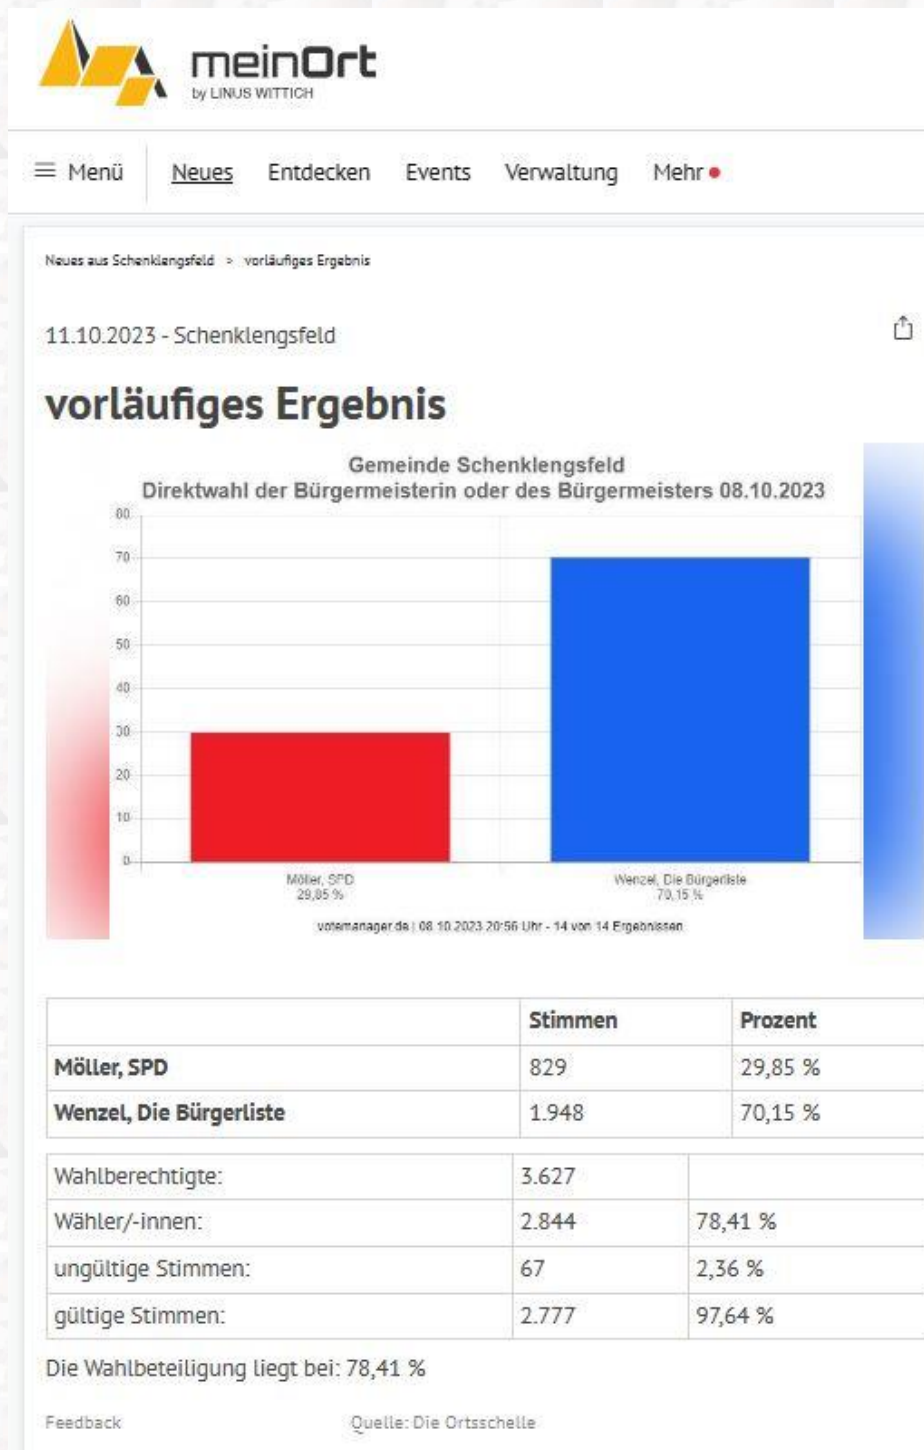 meinOrt
by LINUS WITTICH
Menü Neues Entdecken Events Verwaltung Mehr
Neues aus Schenklengsfeld > vorläufiges Ergebnis
11.10.2023 - Schenklengsfeld
vorläufiges Ergebnis
Gemeinde Schenklengsfeld
Direktwahl der Bürgermeisterin oder des Bürgermeisters 08.10.2023
80
70
60
50
40
30
20
10
0
Möller, SPD Wenzel, Die Bürgerliste
29,85 % 70,15 %
votemanager.de | 08.10.2023 20:56 Uhr - 14 von 14 Ergebnissen
Stimmen Prozent
Möller, SPD 829 29,85 %
Wenzel, Die Bürgerliste 1.948 70,15 %
Wahlberechtigte: 3.627
Wähler/-innen: 2.844 78,41 %
ungültige Stimmen: 67 2,36 %
gültige Stimmen: 2.777 97,64 %
Die Wahlbeteiligung liegt bei: 78,41 %
Feedback Quelle: Die Ortsschelle